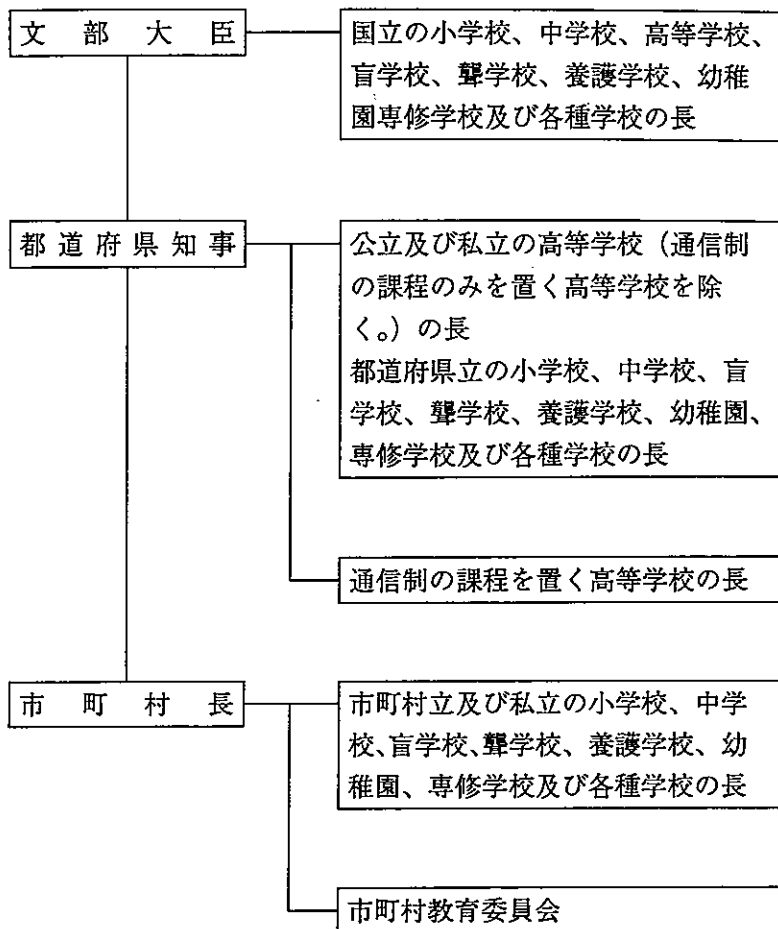 文部大臣
国立の小学校、中学校、高等学校、
盲学校、聾学校、養護学校、幼稚
園専修学校及び各種学校の長
都道府県知事
公立及び私立の高等学校（通信制
の課程のみを置く高等学校を除
く。）の長
都道府県立の小学校、中学校、盲
学校、聾学校、養護学校、幼稚園、
専修学校及び各種学校の長
通信制の課程を置く高等学校の長
市町村長
市町村立及び私立の小学校、中学
校、盲学校、聾学校、養護学校、幼
稚園、専修学校及び各種学校の長
市町村教育委員会